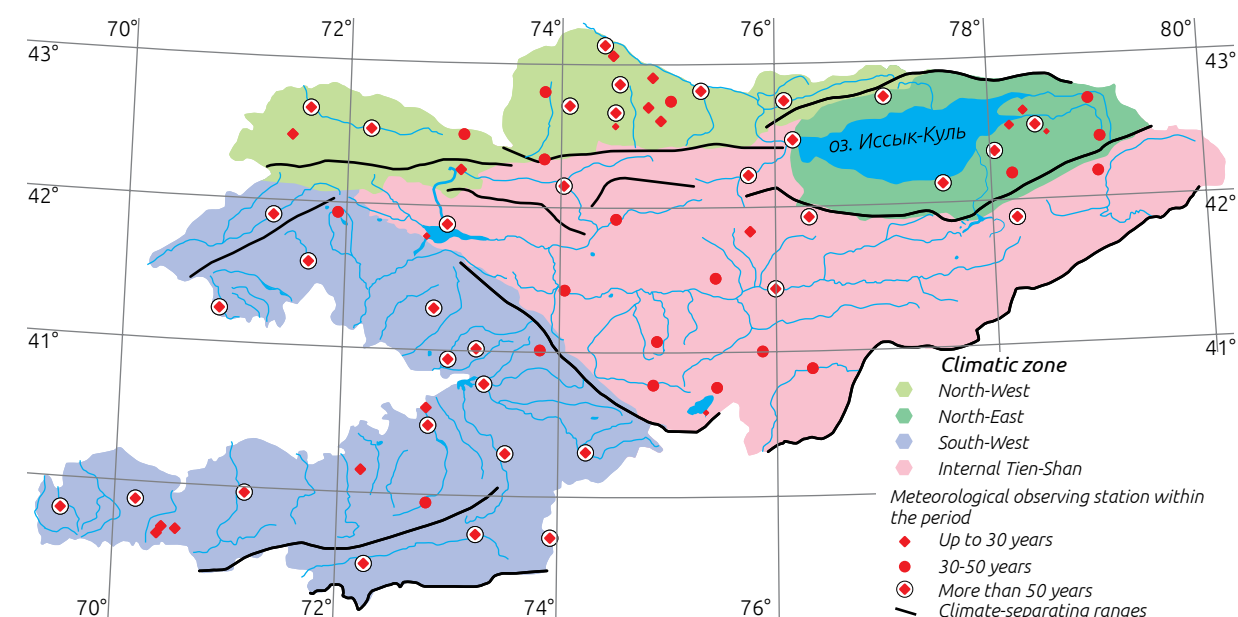 70°
72°
74°
76°
78°
80°
43°
43°
оз. Иссык-Куль
42°
42°
41°
41°
Climatic zone
North-West
North-East
South-West
Internal Tien-Shan
Meteorological observing station within
the period
Up to 30 years
30-50 years
More than 50 years
Climate-separating ranges
70°
72°
74°
76°